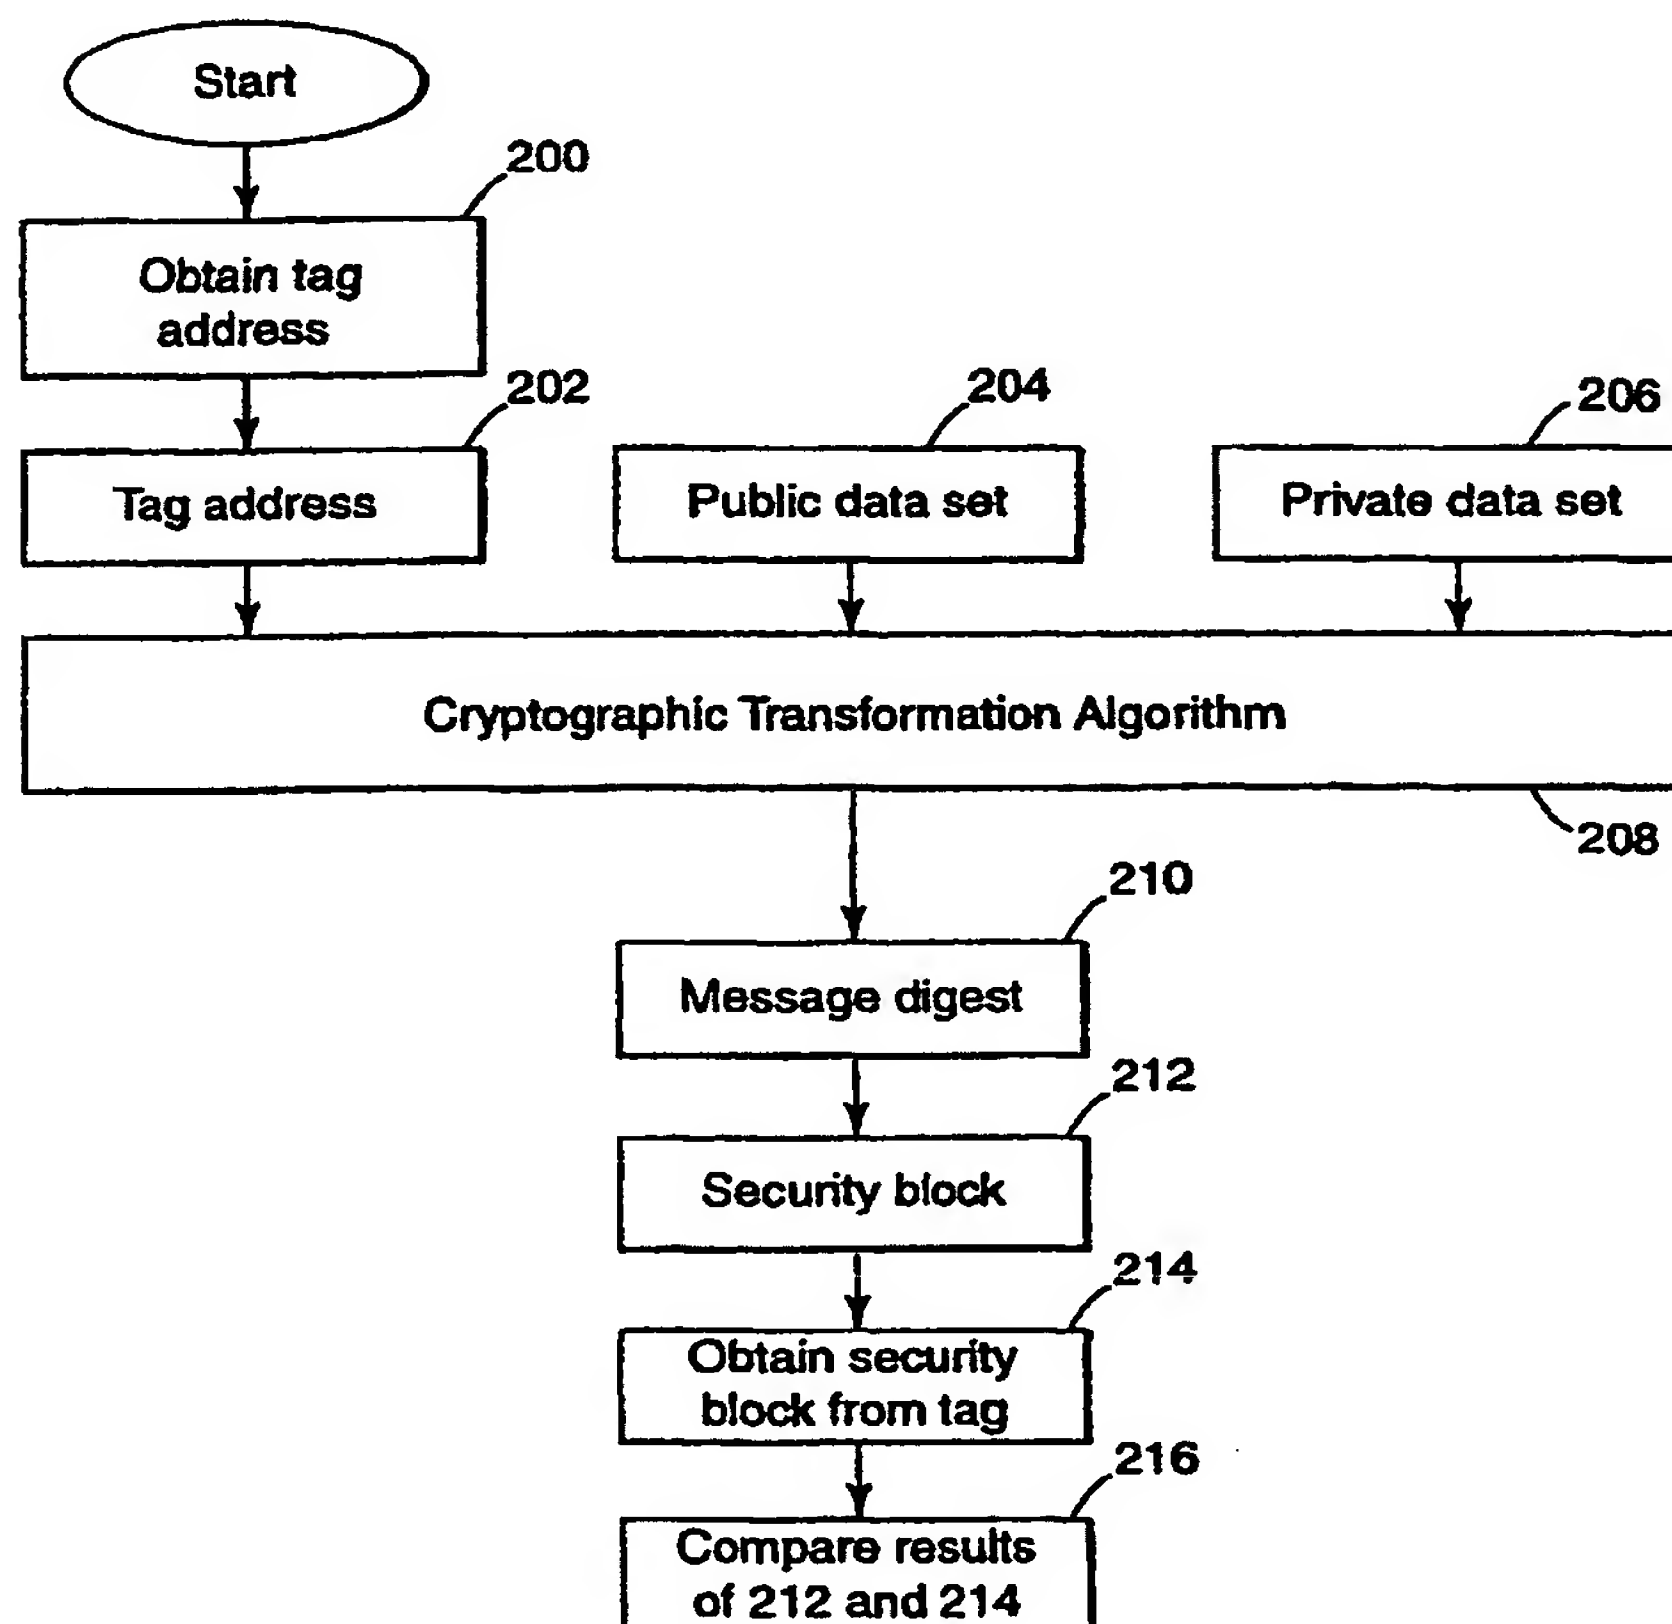 Start
200
Obtain tag
address
202
204
206
Tag address
Public data set
Private data set
Cryptographic Transformation Algorithm
208
210
Message digest
212
Security block
214
Obtain security
block from tag
216
Compare results
of 212 and 214